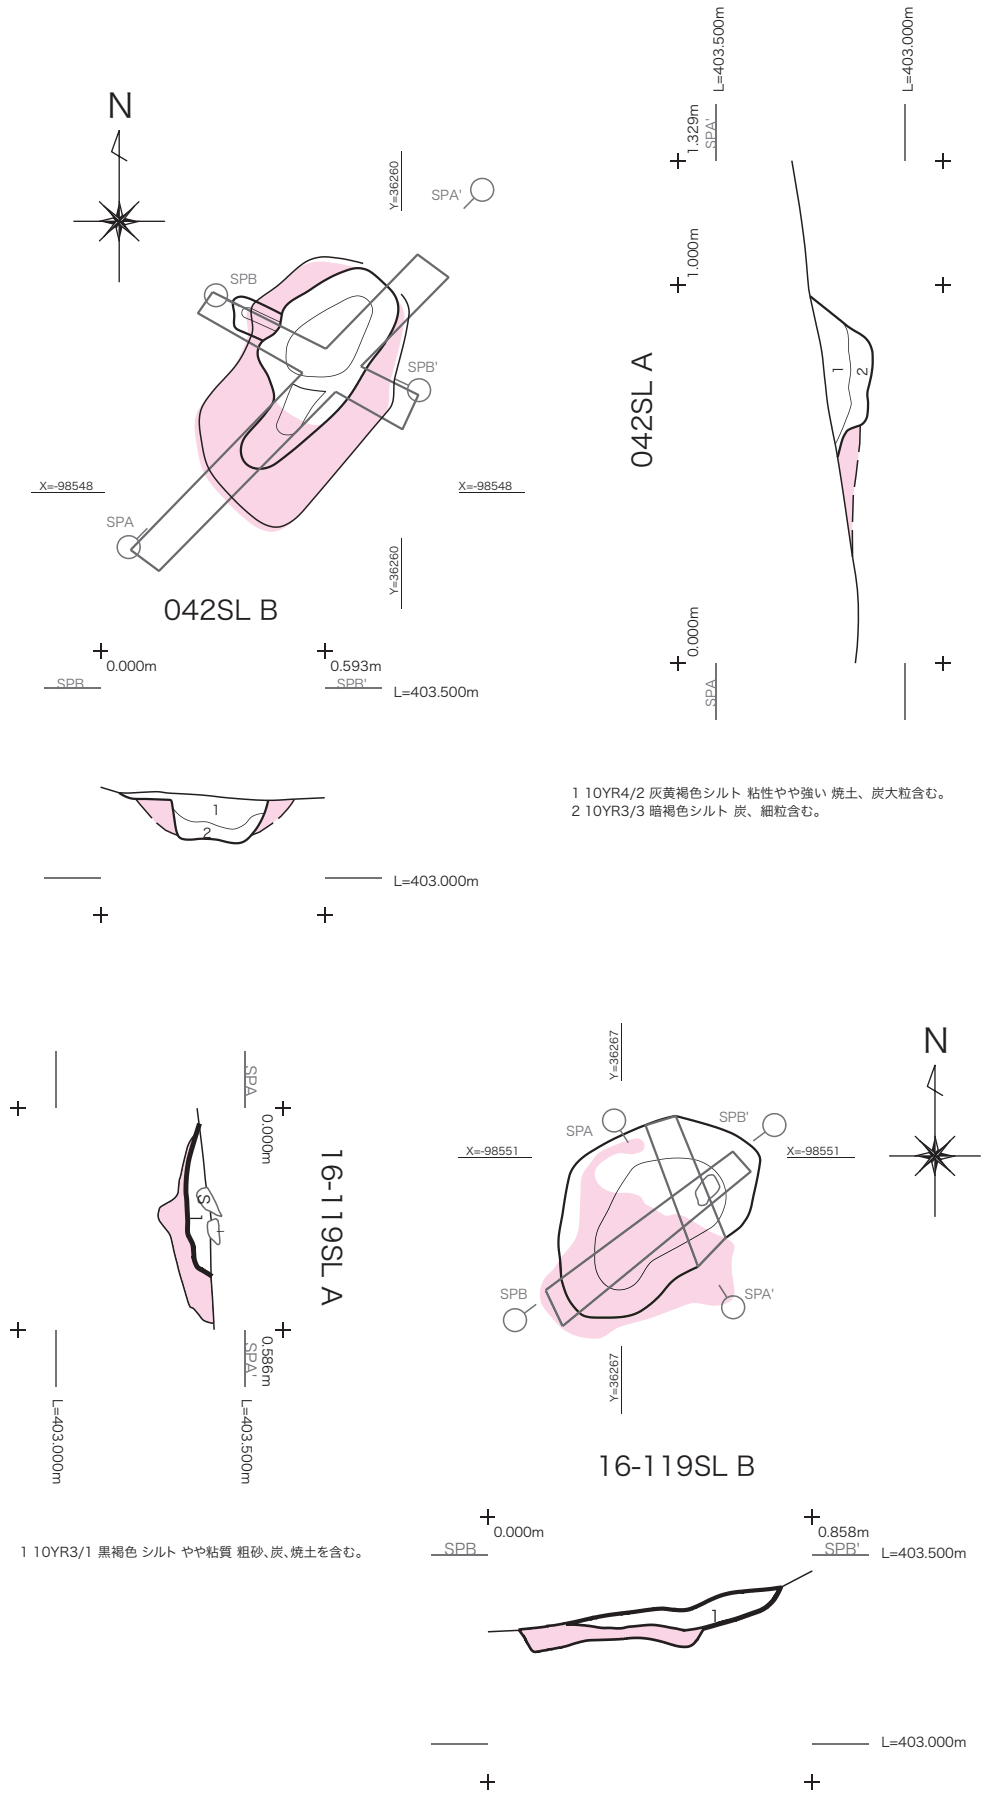 L=403.500m
L=403.000m
N
1.329m
SPA'
Y=36260
SPA'
1.000m
SPB
042SL A
1
2
SPB'
X=-98548
X=-98548
SPA
Y=36260
042SL B
0.000m
SPA
0.000m
0.593m
SPB
SPB'
L=403.500m
1
2
1 10YR4/2 灰黄褐色シルト 粘性やや強い 焼土、炭大粒含む。
2 10YR3/3 暗褐色シルト 炭、細粒含む。
L=403.000m
SPA
0.000m
16-119SL A
S
1
0.586m
SPA'
L=403.000m
L=403.500m
Y=36267
N
SPA
SPB'
X=-98551
X=-98551
SPB
SPA'
Y=36267
16-119SL B
1 10YR3/1 黒褐色 シルト やや粘質 粗砂､炭､焼土を含む。
0.000m
0.858m
SPB
SPB'
L=403.500m
1
L=403.000m